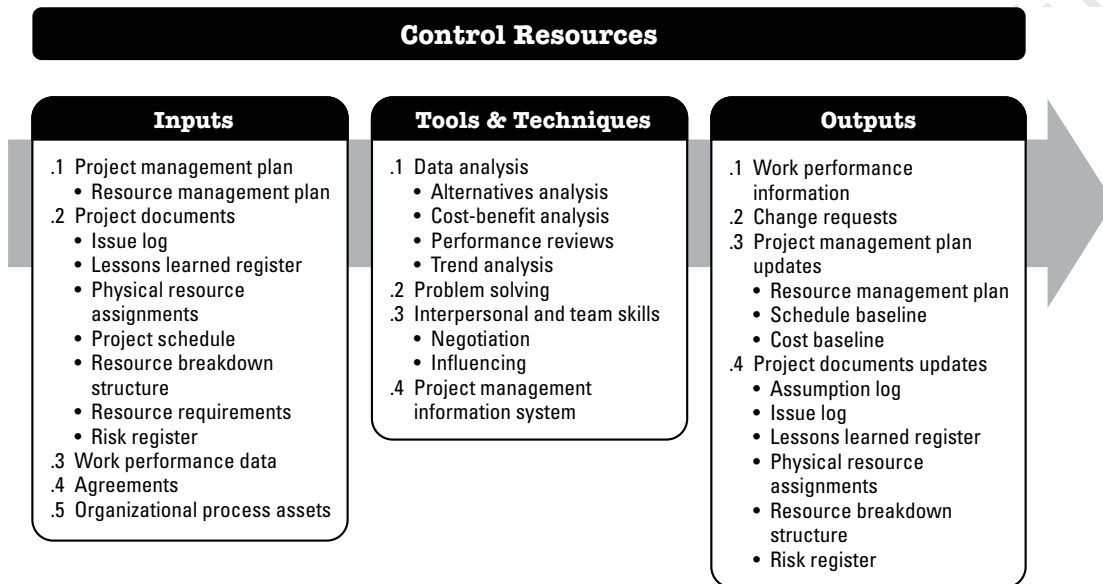 Control Resources
Inputs
.1 Project management plan
• Resource management plan
.2 Project documents
• Issue log
• Lessons learned register
• Physical resource
assignments
• Project schedule
• Resource breakdown
structure
• Resource requirements
• Risk register
.3 Work performance data
.4 Agreements
.5 Organizational process assets
Tools & Techniques
.1 Data analysis
• Alternatives analysis
• Cost-benefit analysis
• Performance reviews
• Trend analysis
.2 Problem solving
.3 Interpersonal and team skills
• Negotiation
• Influencing
.4 Project management
information system
Outputs
.1 Work performance
information
.2 Change requests
.3 Project management plan
updates
• Resource management plan
• Schedule baseline
• Cost baseline
.4 Project documents updates
• Assumption log
• Issue log
• Lessons learned register
• Physical resource
assignments
• Resource breakdown
structure
• Risk register